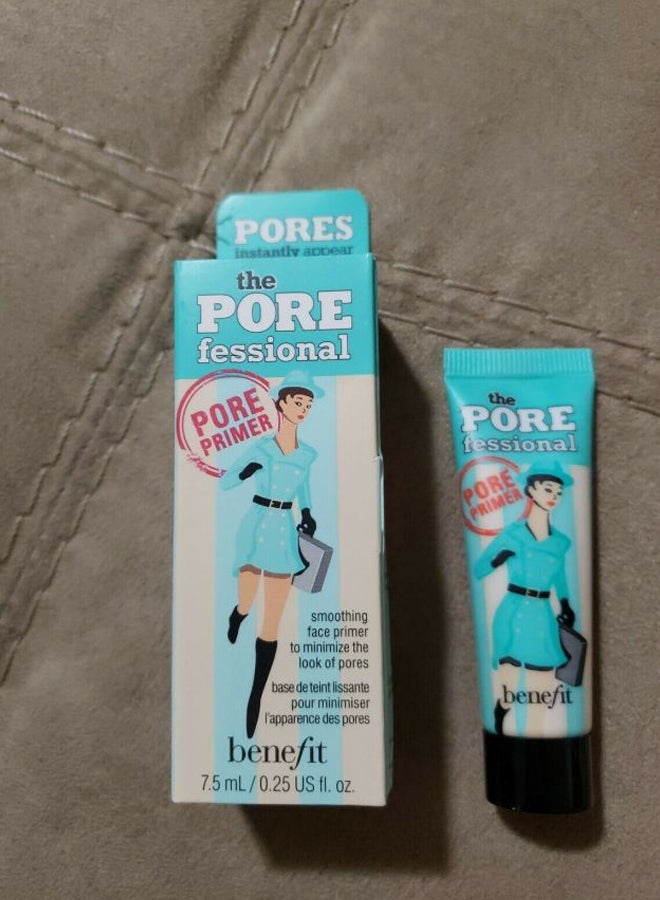 PORES
instantly appear
the
PORE
fessional
PORE
PRIMER
smoothing
face primer
to minimize the
look of pores
base de teint lissante
pour minimiser
l'apparence des pores
benefit
7.5 mL / 0.25 US fl. oz.
the
PORE
fessional
PORE
PRIMER
benefit